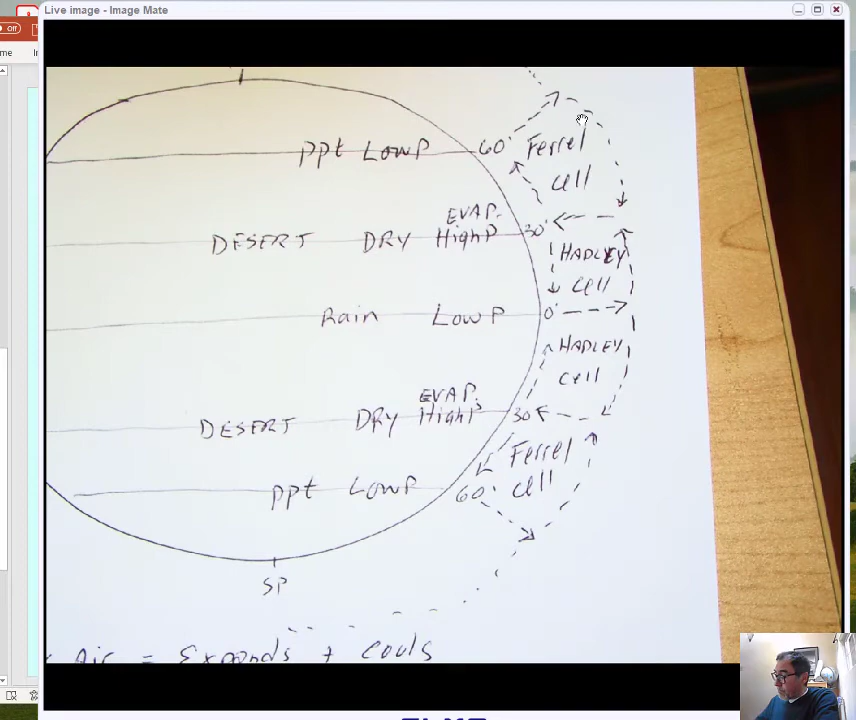 Live image - Image Mate
Off
ppt Low P 60° Ferrel
cell
EVAP.
DESERT DRY High P 30°
HADLEY
cell
Rain Low P 0°
HADLEY
cell
EVAP.
DESERT DRY High P 30°
Ferrel
ppt Low P 60° cell
SP
Air = Expands + Cools